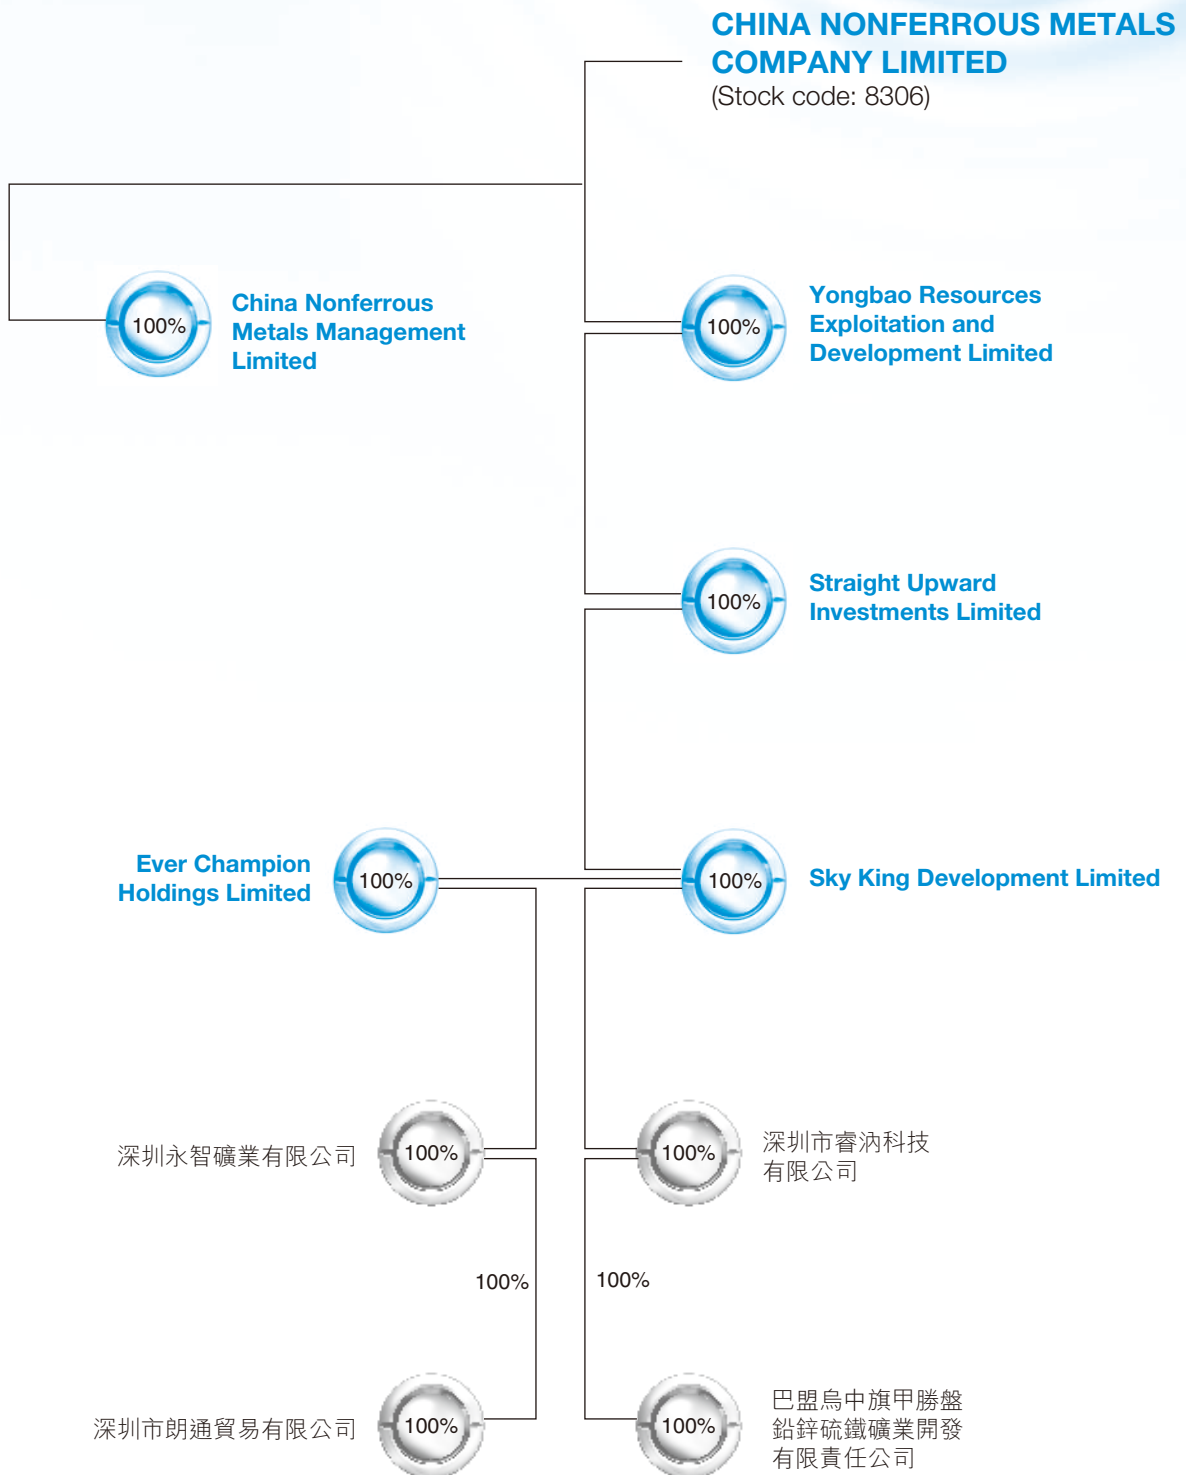 CHINA NONFERROUS METALS
COMPANY LIMITED
(Stock code: 8306)
100%
China Nonferrous
Metals Management
Limited
100%
Yongbao Resources
Exploitation and
Development Limited
100%
Straight Upward
Investments Limited
Ever Champion
Holdings Limited
100%
100%
Sky King Development Limited
深圳永智礦業有限公司
100%
100%
深圳市睿汭科技
有限公司
100%
100%
深圳市朗通貿易有限公司
100%
100%
巴盟烏中旗甲勝盤
鉛鋅硫鐵礦業開發
有限責任公司